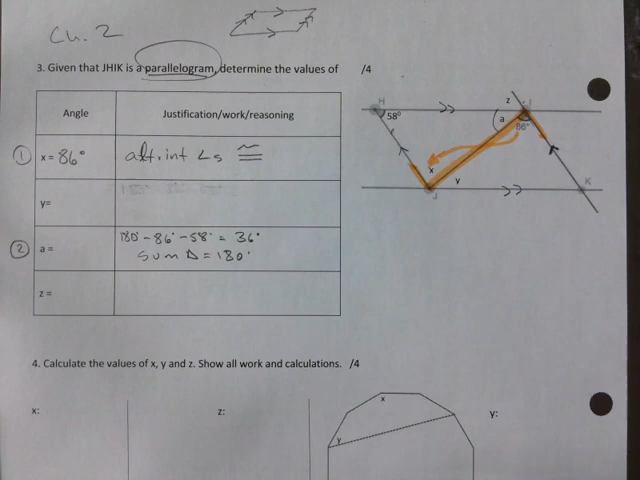 Ch. 2
3. Given that JHIK is a parallelogram, determine the values of /4
Angle Justification/work/reasoning
① x = 86° alt. int ∠s ≅
y=
② a = 180° - 86° - 58° = 36°
sum Δ = 180°
z =
H 58° a z I 86°
x y J K
4. Calculate the values of x, y and z. Show all work and calculations. /4
x: z: y:
x
y